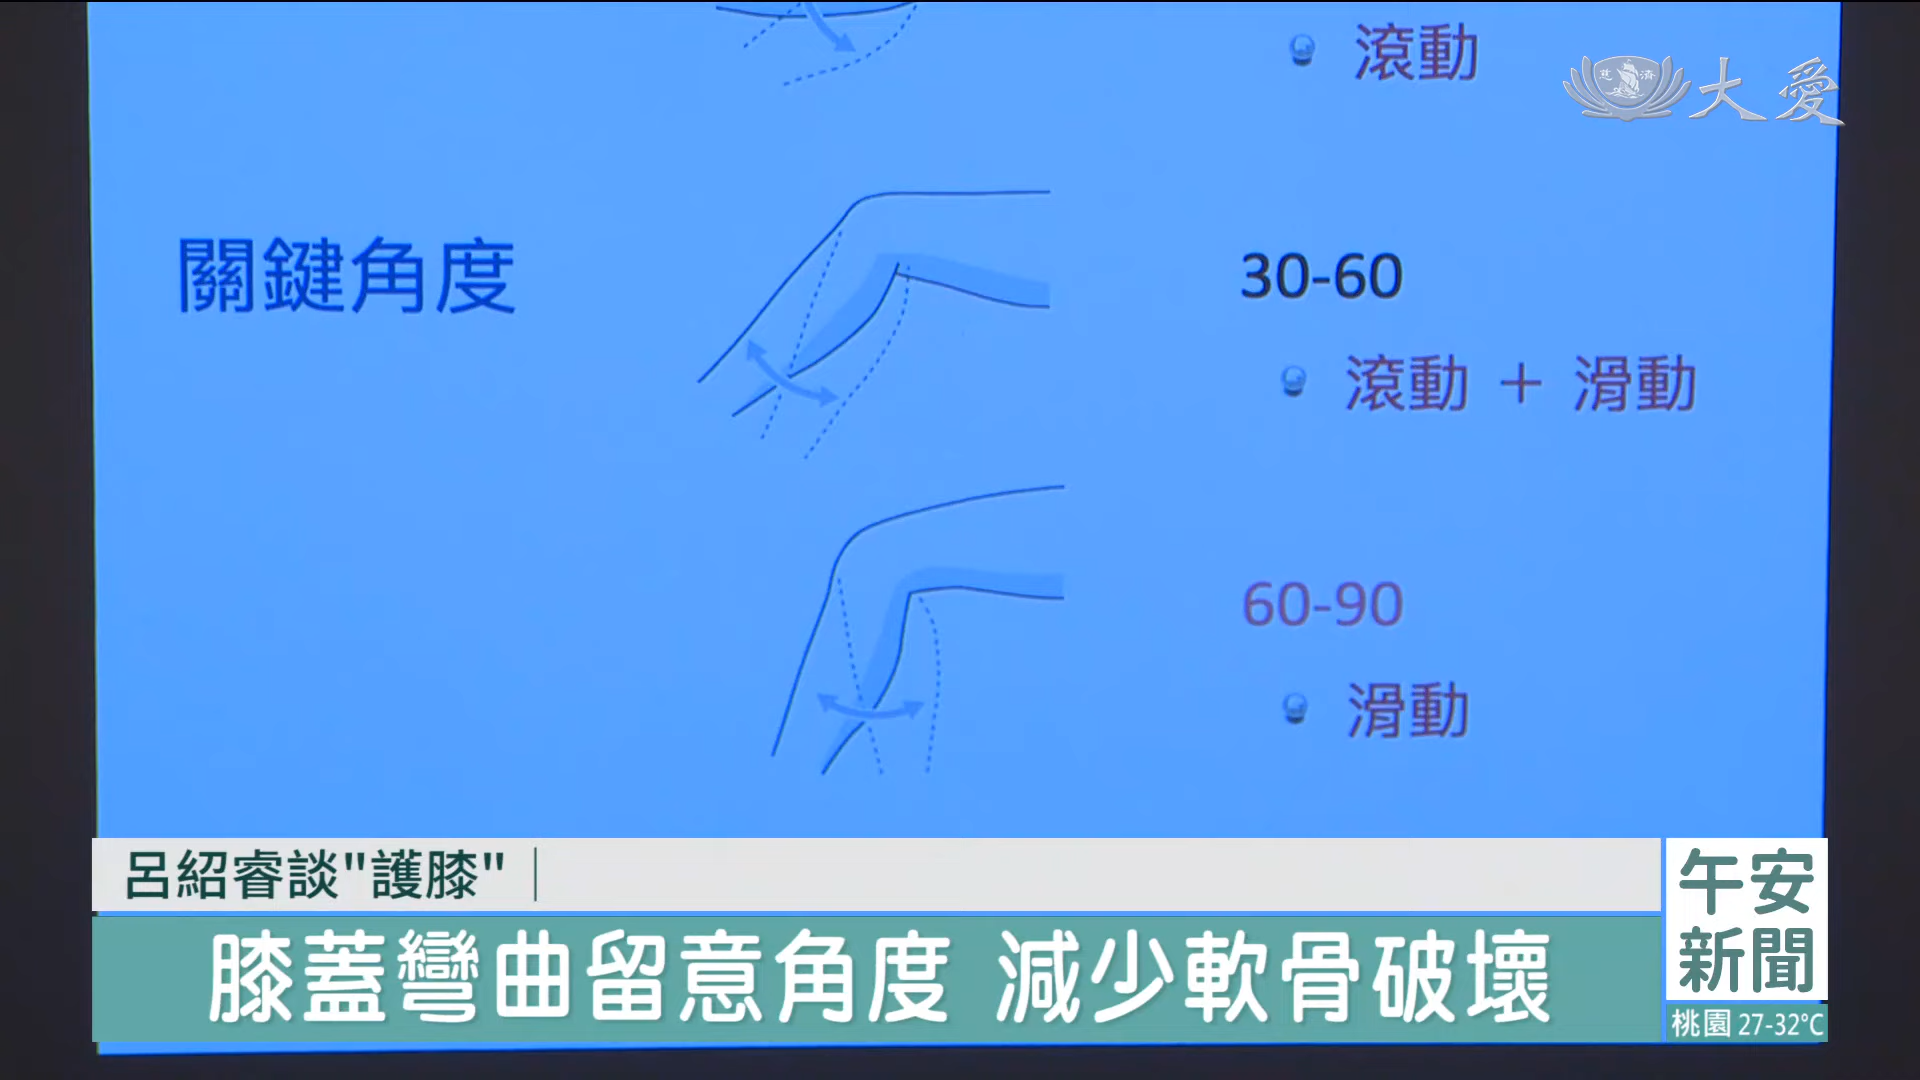 滾動
慈濟
大愛
關鍵角度
30-60
滾動 + 滑動
60-90
滑動
呂紹睿談"護膝"
膝蓋彎曲留意角度 減少軟骨破壞
午安
新聞
桃園 27-32°C